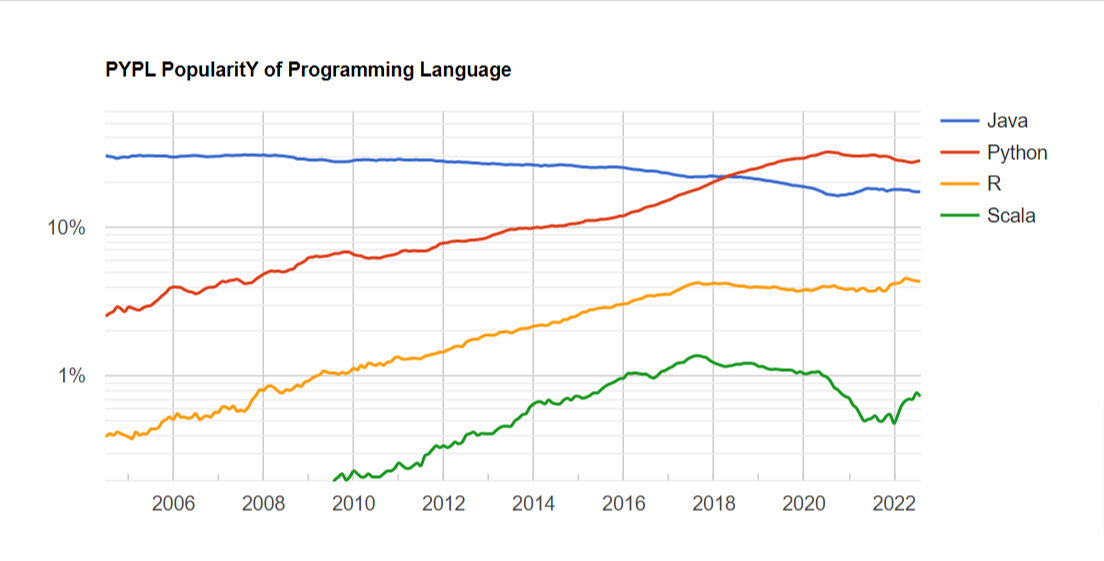 PYPL PopularitY of Programming Language
Java
Python
R
Scala
10%
1%
2006 2008 2010 2012 2014 2016 2018 2020 2022